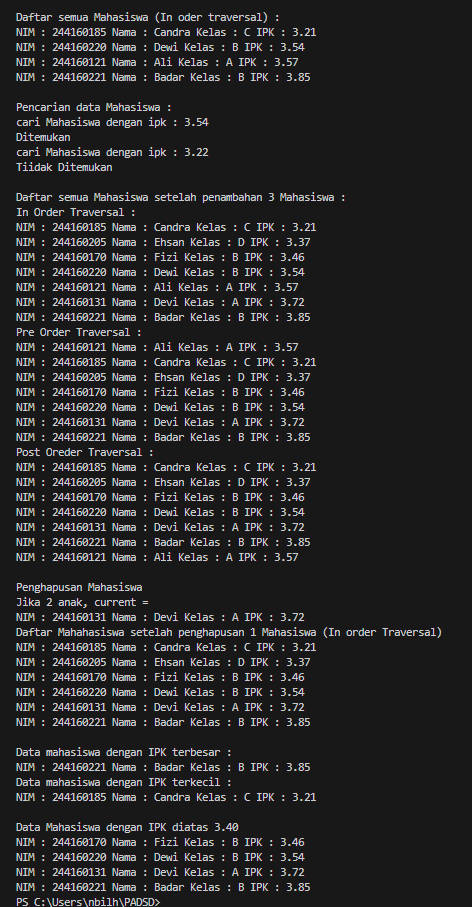 Daftar semua Mahasiswa (In oder traversal) :
NIM : 244160185 Nama : Candra Kelas : C IPK : 3.21
NIM : 244160220 Nama : Dewi Kelas : B IPK : 3.54
NIM : 244160121 Nama : Ali Kelas : A IPK : 3.57
NIM : 244160221 Nama : Badar Kelas : B IPK : 3.85
Pencarian data Mahasiswa :
cari Mahasiswa dengan ipk : 3.54
Ditemukan
cari Mahasiswa dengan ipk : 3.22
Tiidak Ditemukan
Daftar semua Mahasiswa setelah penambahan 3 Mahasiswa :
In Order Traversal :
NIM : 244160185 Nama : Candra Kelas : C IPK : 3.21
NIM : 244160205 Nama : Ehsan Kelas : D IPK : 3.37
NIM : 244160170 Nama : Fizi Kelas : B IPK : 3.46
NIM : 244160220 Nama : Dewi Kelas : B IPK : 3.54
NIM : 244160121 Nama : Ali Kelas : A IPK : 3.57
NIM : 244160131 Nama : Devi Kelas : A IPK : 3.72
NIM : 244160221 Nama : Badar Kelas : B IPK : 3.85
Pre Order Traversal :
NIM : 244160121 Nama : Ali Kelas : A IPK : 3.57
NIM : 244160185 Nama : Candra Kelas : C IPK : 3.21
NIM : 244160205 Nama : Ehsan Kelas : D IPK : 3.37
NIM : 244160170 Nama : Fizi Kelas : B IPK : 3.46
NIM : 244160220 Nama : Dewi Kelas : B IPK : 3.54
NIM : 244160131 Nama : Devi Kelas : A IPK : 3.72
NIM : 244160221 Nama : Badar Kelas : B IPK : 3.85
Post Oreder Traversal :
NIM : 244160185 Nama : Candra Kelas : C IPK : 3.21
NIM : 244160205 Nama : Ehsan Kelas : D IPK : 3.37
NIM : 244160170 Nama : Fizi Kelas : B IPK : 3.46
NIM : 244160220 Nama : Dewi Kelas : B IPK : 3.54
NIM : 244160131 Nama : Devi Kelas : A IPK : 3.72
NIM : 244160221 Nama : Badar Kelas : B IPK : 3.85
NIM : 244160121 Nama : Ali Kelas : A IPK : 3.57
Penghapusan Mahasiswa
Jika 2 anak, current =
NIM : 244160131 Nama : Devi Kelas : A IPK : 3.72
Daftar Mahahasiswa setelah penghapusan 1 Mahasiswa (In order Traversal)
NIM : 244160185 Nama : Candra Kelas : C IPK : 3.21
NIM : 244160205 Nama : Ehsan Kelas : D IPK : 3.37
NIM : 244160170 Nama : Fizi Kelas : B IPK : 3.46
NIM : 244160220 Nama : Dewi Kelas : B IPK : 3.54
NIM : 244160131 Nama : Devi Kelas : A IPK : 3.72
NIM : 244160221 Nama : Badar Kelas : B IPK : 3.85
Data mahasiswa dengan IPK terbesar :
NIM : 244160221 Nama : Badar Kelas : B IPK : 3.85
Data mahasiswa dengan IPK terkecil :
NIM : 244160185 Nama : Candra Kelas : C IPK : 3.21
Data Mahasiswa dengan IPK diatas 3.40
NIM : 244160170 Nama : Fizi Kelas : B IPK : 3.46
NIM : 244160220 Nama : Dewi Kelas : B IPK : 3.54
NIM : 244160131 Nama : Devi Kelas : A IPK : 3.72
NIM : 244160221 Nama : Badar Kelas : B IPK : 3.85
PS C:\Users\nbilh\PADSD>